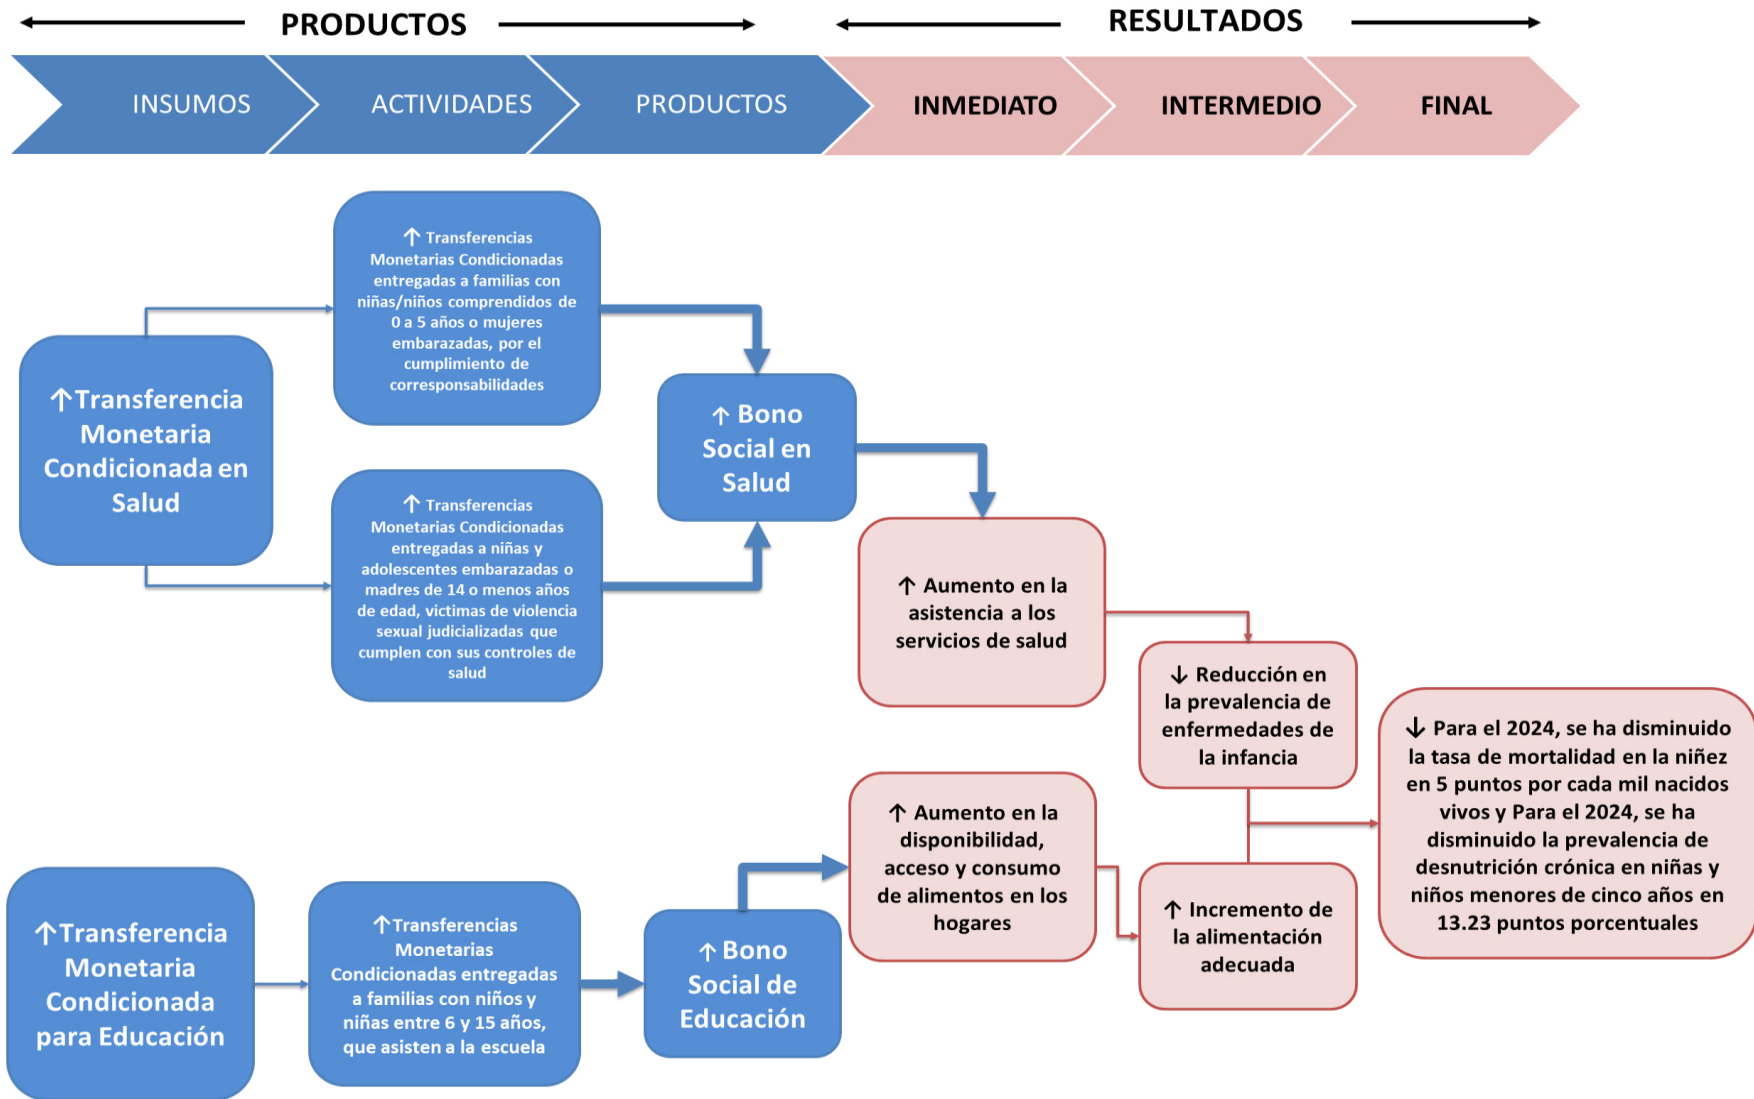 PRODUCTOS
RESULTADOS
INSUMOS
ACTIVIDADES
PRODUCTOS
INMEDIATO
INTERMEDIO
FINAL
↑Transferencia
Monetaria
Condicionada en
Salud
↑ Transferencias
Monetarias Condicionadas
entregadas a familias con
niñas/niños comprendidos de
0 a 5 años o mujeres
embarazadas, por el
cumplimiento de
corresponsabilidades
↑ Transferencias
Monetarias Condicionadas
entregadas a niñas y
adolescentes embarazadas o
madres de 14 o menos años
de edad, victimas de violencia
sexual judicializadas que
cumplen con sus controles de
salud
↑ Bono
Social en
Salud
↑ Aumento en la
asistencia a los
servicios de salud
↓ Reducción en
la prevalencia de
enfermedades de
la infancia
↓ Para el 2024, se ha disminuido
la tasa de mortalidad en la niñez
en 5 puntos por cada mil nacidos
vivos y Para el 2024, se ha
disminuido la prevalencia de
desnutrición crónica en niñas y
niños menores de cinco años en
13.23 puntos porcentuales
↑Transferencia
Monetaria
Condicionada
para Educación
↑Transferencias
Monetarias
Condicionadas entregadas
a familias con niños y
niñas entre 6 y 15 años,
que asisten a la escuela
↑ Bono
Social de
Educación
↑ Aumento en la
disponibilidad,
acceso y consumo
de alimentos en los
hogares
↑ Incremento de
la alimentación
adecuada